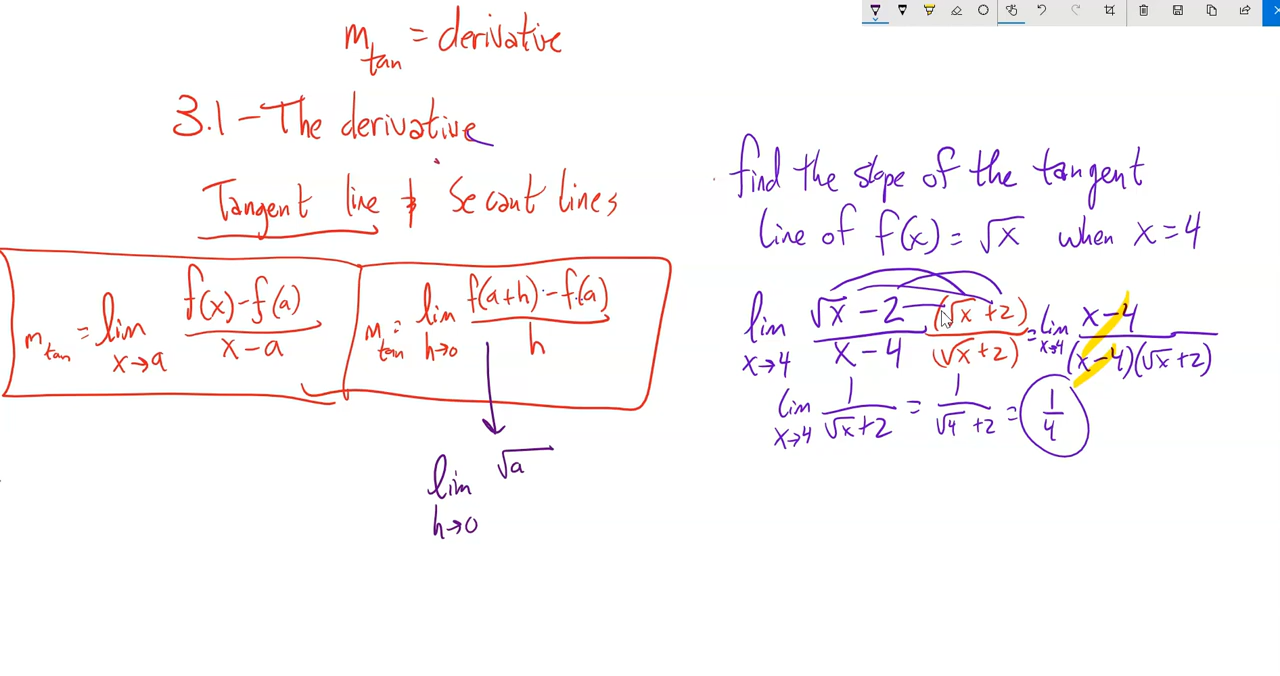 m_tan = derivative
3.1 – The derivative
Tangent line & Secant lines
m_tan = lim x→a (f(x) – f(a))/(x – a)
m_tan = lim h→0 (f(a+h) – f(a))/h
lim h→0 √a
find the slope of the tangent
line of f(x) = √x when x = 4
lim x→4 (√x – 2)/(x – 4) (√x + 2)/(√x + 2) = lim x→4 (x – 4)/((x – 4)(√x + 2))
lim x→4 1/(√x + 2) = 1/(√4 + 2) = 1/4